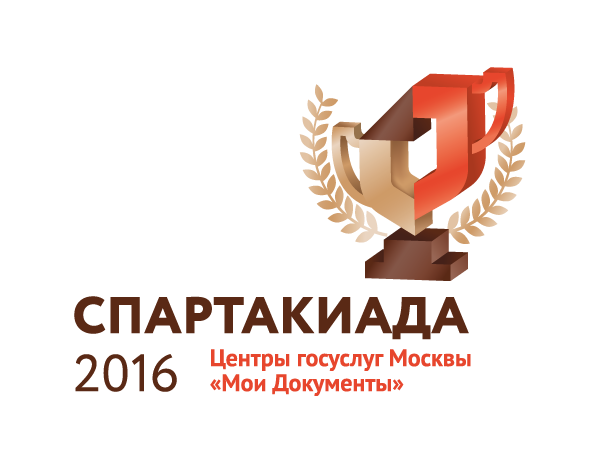 СПАРТАКИАДА
2016
Центры госуслуг Москвы
«Мои Документы»